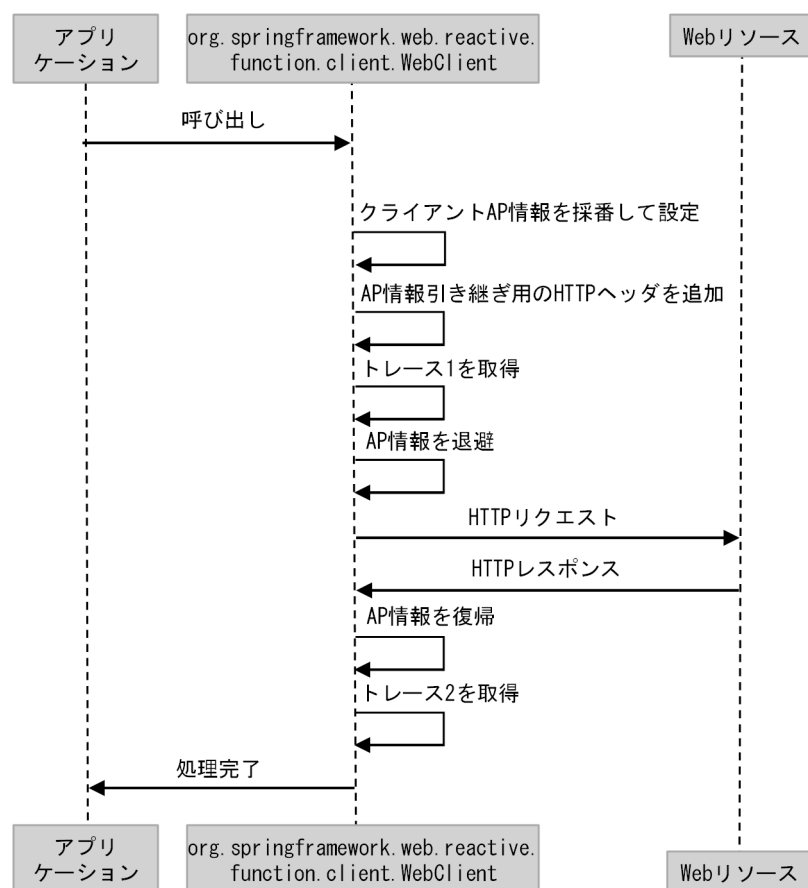 アプリ
ケーション
org.springframework.web.reactive.
function.client.WebClient
Webリソース
呼び出し
クライアントAP情報を採番して設定
AP情報引き継ぎ用のHTTPヘッダを追加
トレース1を取得
AP情報を退避
HTTPリクエスト
HTTPレスポンス
AP情報を復帰
トレース2を取得
処理完了
アプリ
ケーション
org.springframework.web.reactive.
function.client.WebClient
Webリソース